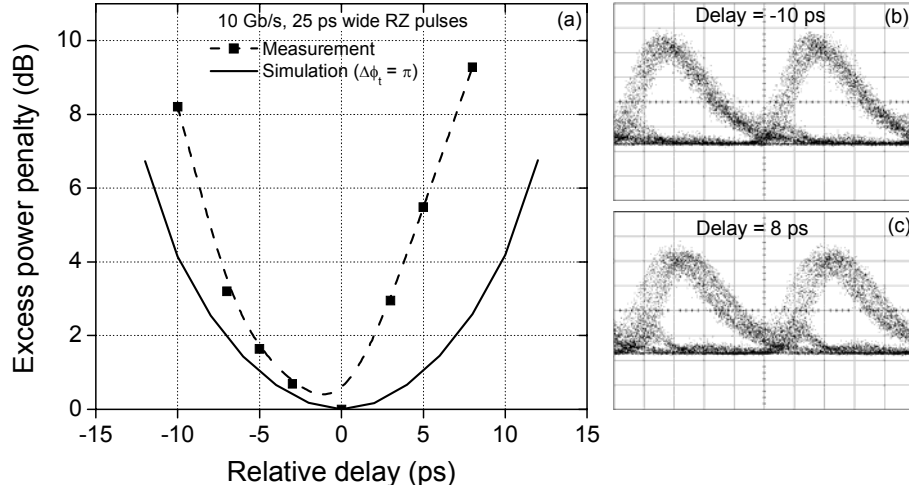 10 Gb/s, 25 ps wide RZ pulses
(a)
Measurement
Simulation (Δϕt = π)
Excess power penalty (dB)
10
8
6
4
2
0
-15
-10
-5
0
5
10
15
Relative delay (ps)
Delay = -10 ps
(b)
Delay = 8 ps
(c)